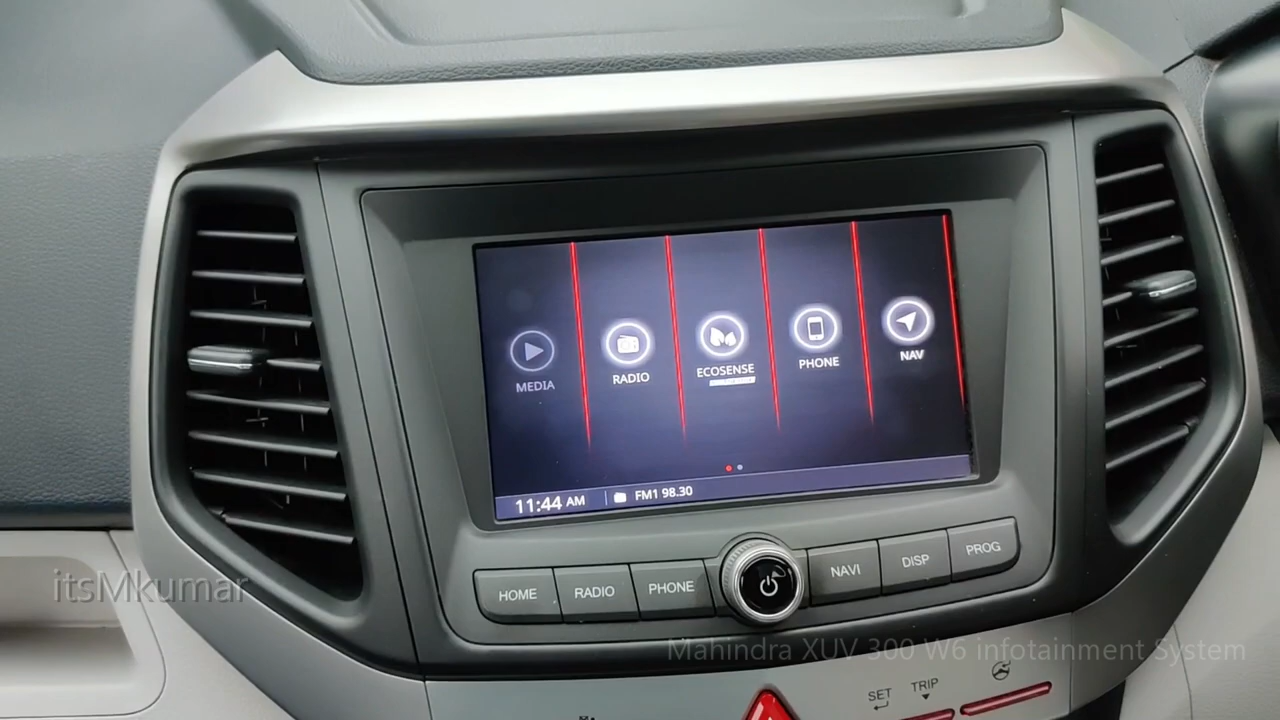 MEDIA
RADIO
ECOSENSE
PHONE
NAV
11:44 AM
FM1 98.30
HOME
RADIO
PHONE
NAVI
DISP
PROG
itsMkumar
Mahindra XUV 300 W6 infotainment System
SET
TRIP